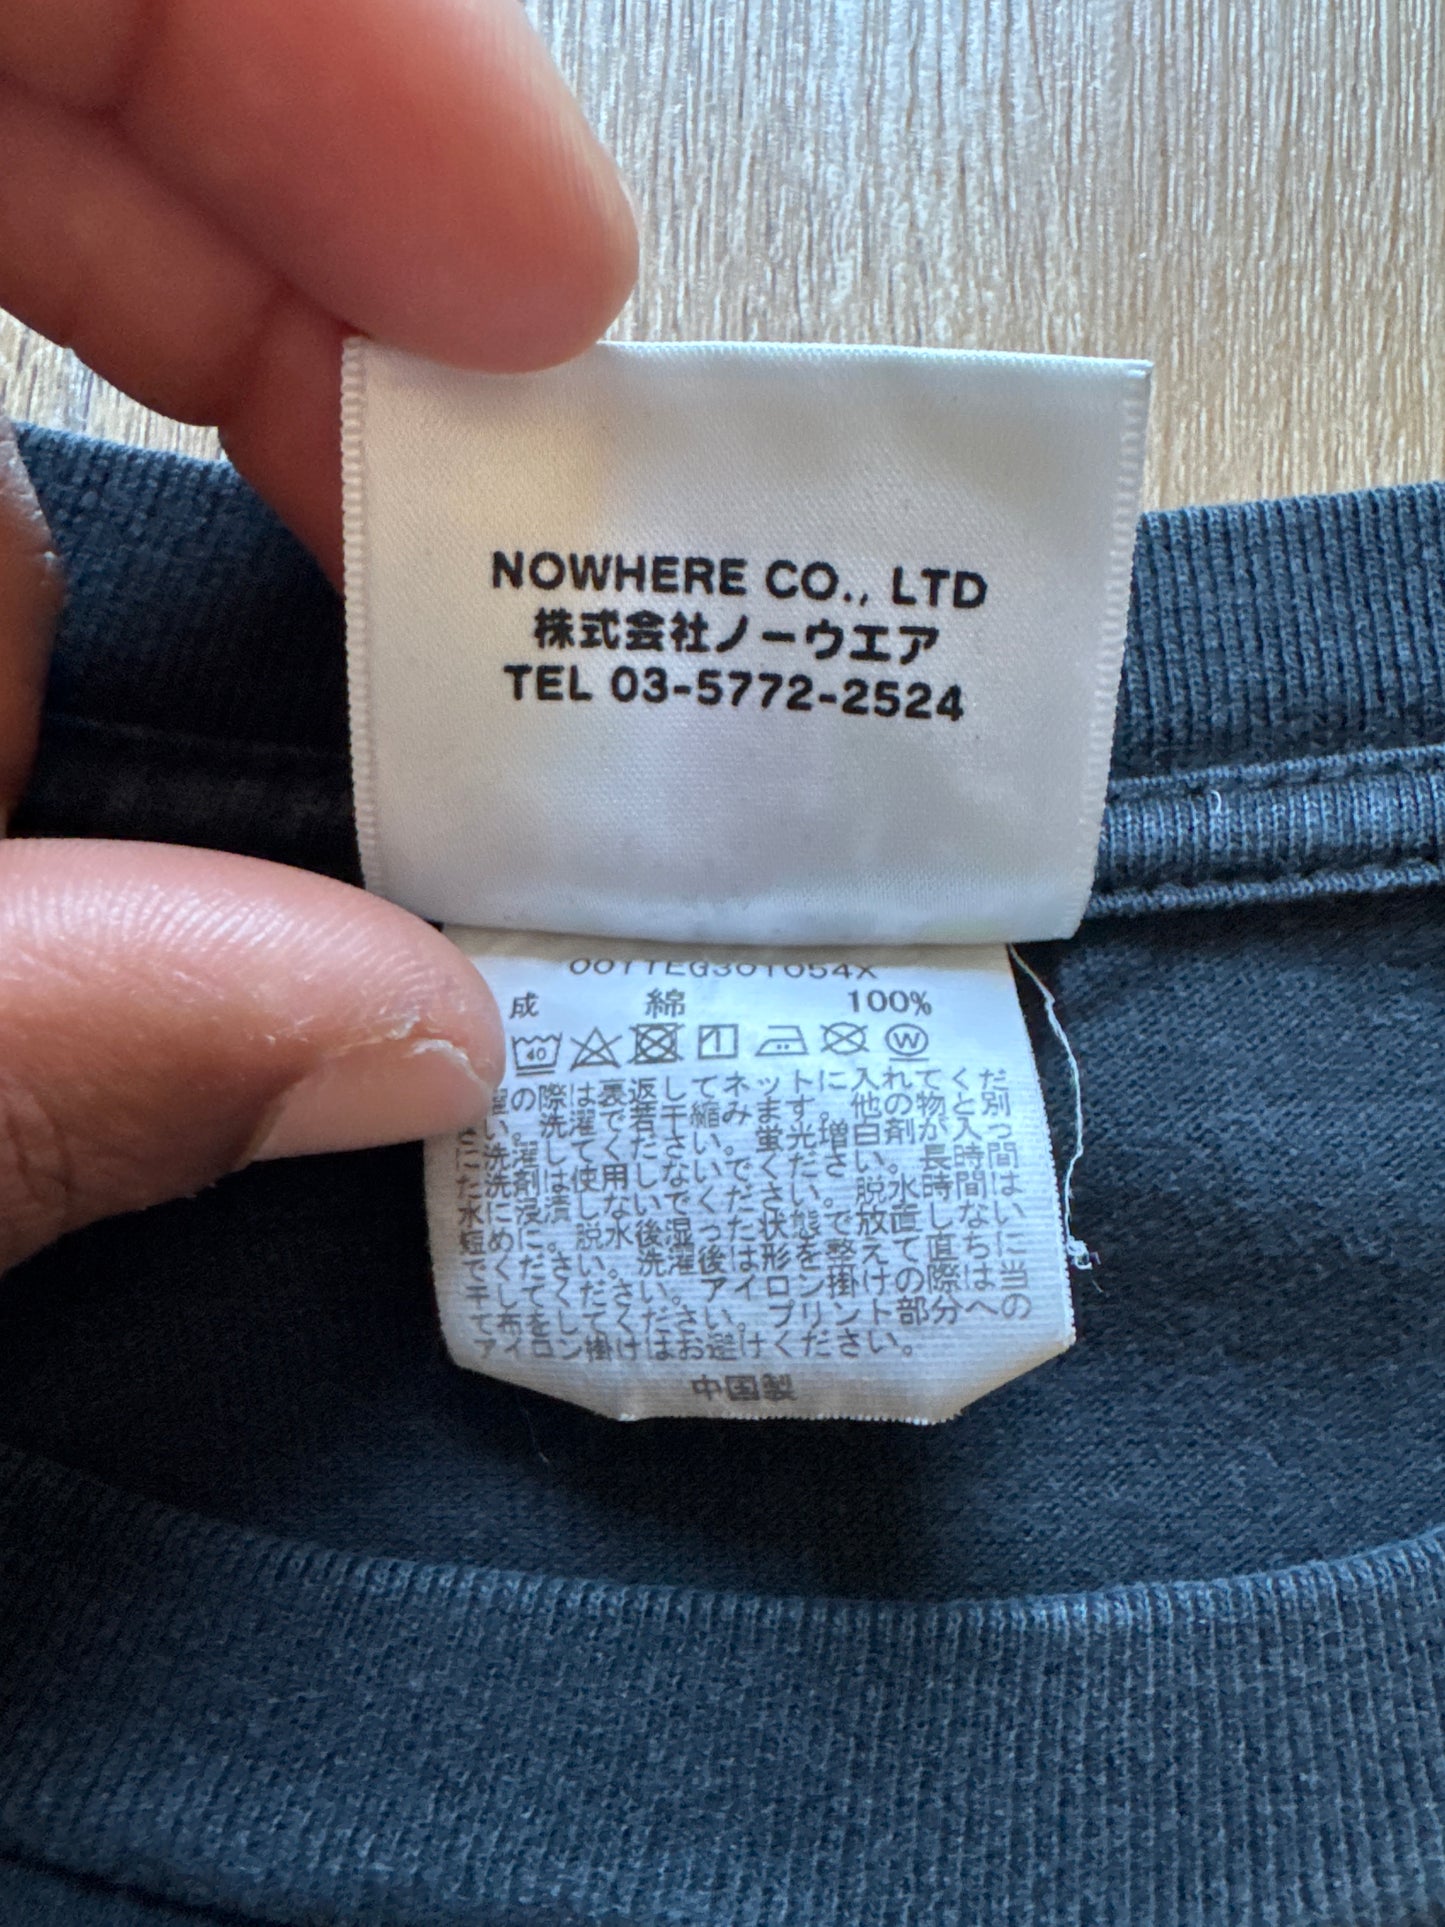 NOWHERE CO., LTD
株式会社ノーウエア
TEL 03-5772-2524
001TEG301054X
成 綿 100%
40 W
濯の際は裏返してネットに入れてくだ
さい。洗濯で若干縮みます。他の物と別
に洗濯してください。蛍光増白剤が入っ
た洗剤は使用しないでください。長時間
水に浸漬しないでください。脱水時間は
短めに。脱水後湿った状態で放置しない
でください。洗濯後は形を整えて直ちに
干してください。アイロン掛けの際は当
て布をしてください。プリント部分への
アイロン掛けはお避けください。
中国製